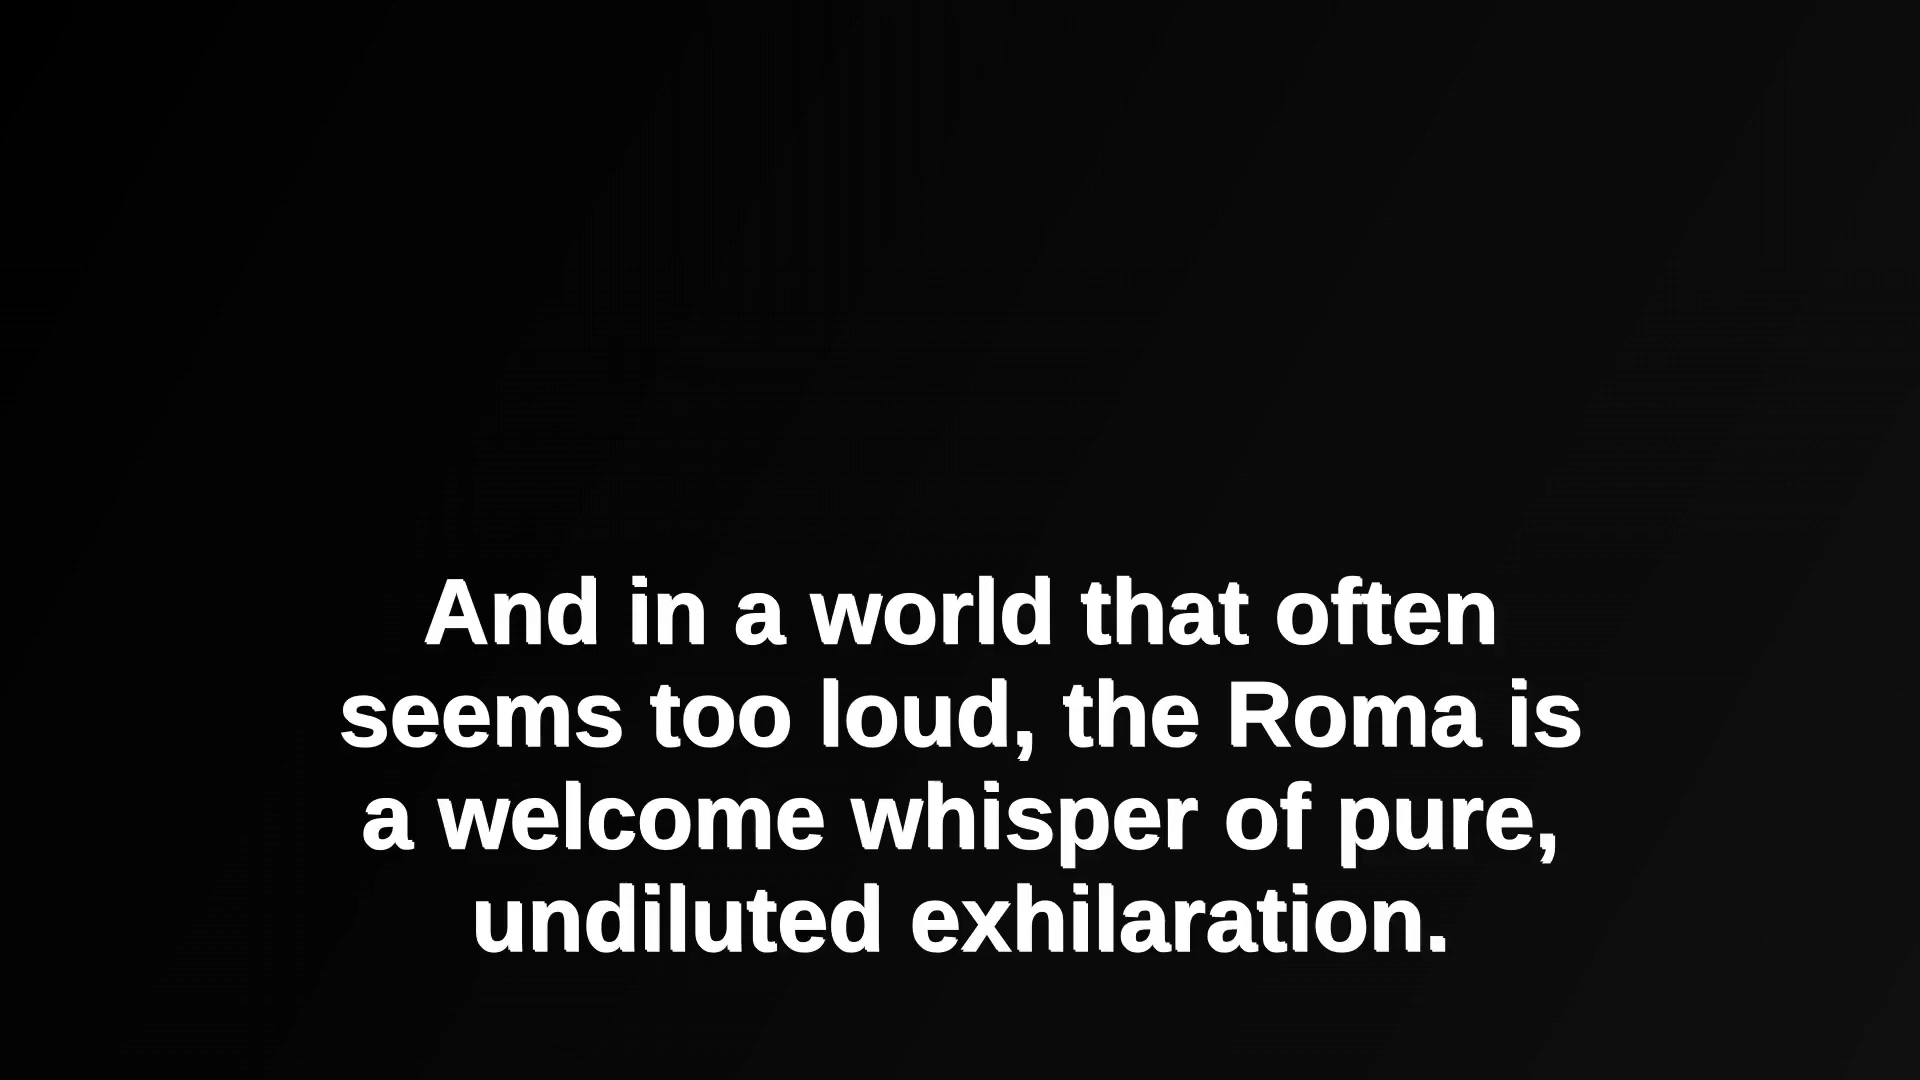 And in a world that often
seems too loud, the Roma is
a welcome whisper of pure,
undiluted exhilaration.